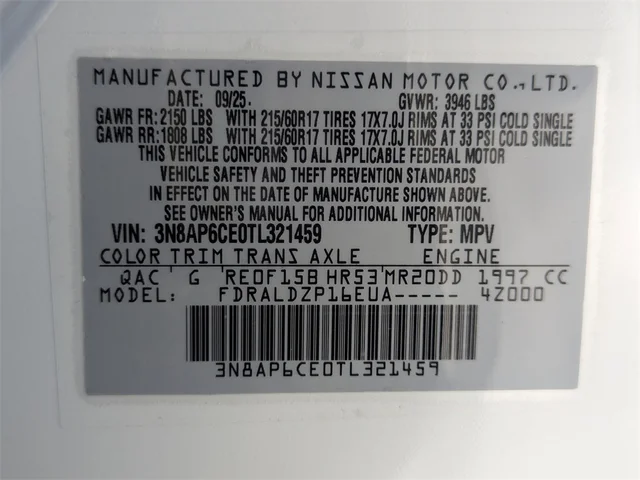 MANUFACTURED BY NISSAN MOTOR CO., LTD.
DATE: 09/25. GVWR: 3946 LBS
GAWR FR: 2150 LBS WITH 215/60R17 TIRES 17X7.0J RIMS AT 33 PSI COLD SINGLE
GAWR RR: 1808 LBS WITH 215/60R17 TIRES 17X7.0J RIMS AT 33 PSI COLD SINGLE
THIS VEHICLE CONFORMS TO ALL APPLICABLE FEDERAL MOTOR
VEHICLE SAFETY AND THEFT PREVENTION STANDARDS
IN EFFECT ON THE DATE OF MANUFACTURE SHOWN ABOVE.
SEE OWNER'S MANUAL FOR ADDITIONAL INFORMATION.
VIN: 3N8AP6CE0TL321459 TYPE: MPV
COLOR TRIM TRANS AXLE ENGINE
QAC G RE0F15B HR53 MR20DD 1997 CC
MODEL: FDRALDZP16EUA----- 4Z000
3N8AP6CE0TL321459